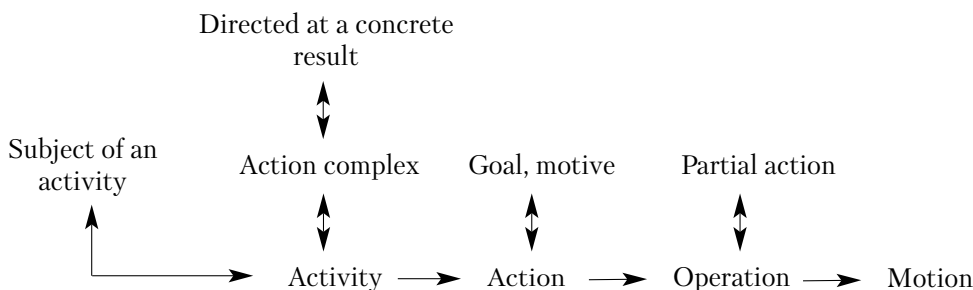 Directed at a concrete
result
Subject of an
activity
Action complex
Goal, motive
Partial action
Activity
Action
Operation
Motion